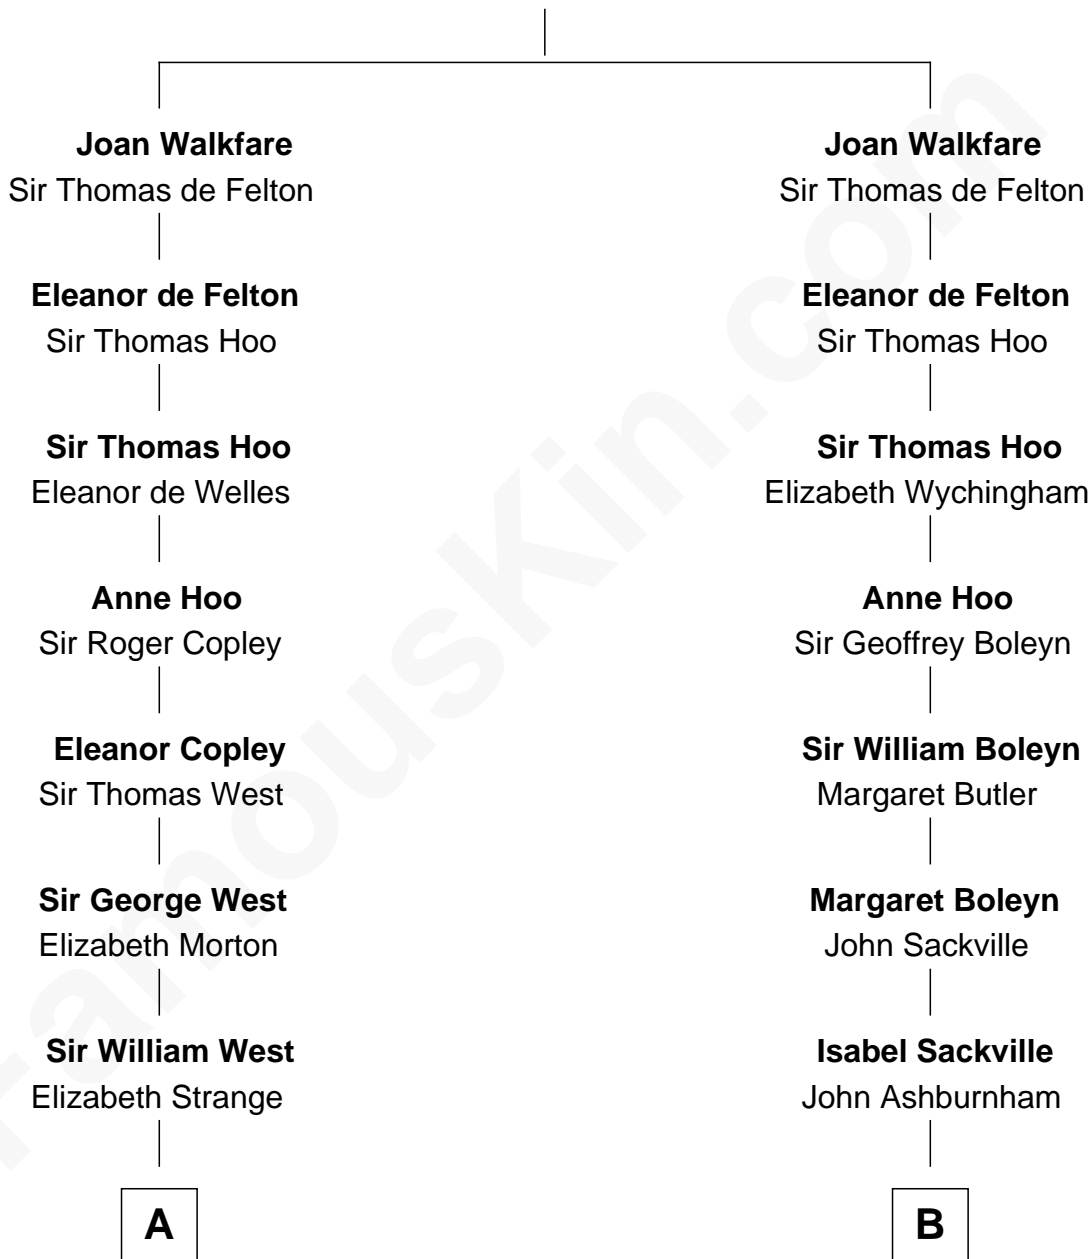 Joan Walkfare
Sir Thomas de Felton
Eleanor de Felton
Sir Thomas Hoo
Sir Thomas Hoo
Eleanor de Welles
Anne Hoo
Sir Roger Copley
Eleanor Copley
Sir Thomas West
Sir George West
Elizabeth Morton
Sir William West
Elizabeth Strange
A
Joan Walkfare
Sir Thomas de Felton
Eleanor de Felton
Sir Thomas Hoo
Sir Thomas Hoo
Elizabeth Wychingham
Anne Hoo
Sir Geoffrey Boleyn
Sir William Boleyn
Margaret Butler
Margaret Boleyn
John Sackville
Isabel Sackville
John Ashburnham
B
FamousKin.com